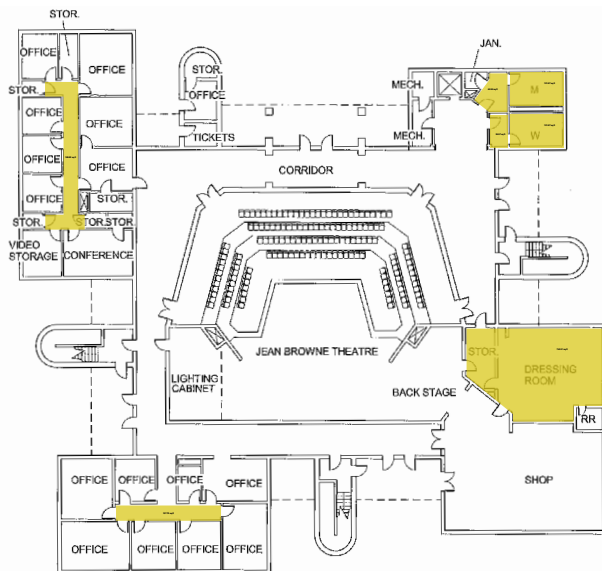 STOR.
OFFICE
OFFICE
STOR.
OFFICE
OFFICE
OFFICE
OFFICE
OFFICE
STOR.
STOR.
STOR.STOR.
VIDEO
STORAGE
CONFERENCE
STOR.
OFFICE
TICKETS
JAN.
MECH.
MECH.
M
W
CORRIDOR
JEAN BROWNE THEATRE
LIGHTING
CABINET
BACK STAGE
STOR.
DRESSING
ROOM
RR
SHOP
OFFICE
OFFICE
OFFICE
OFFICE
OFFICE
OFFICE
OFFICE
OFFICE